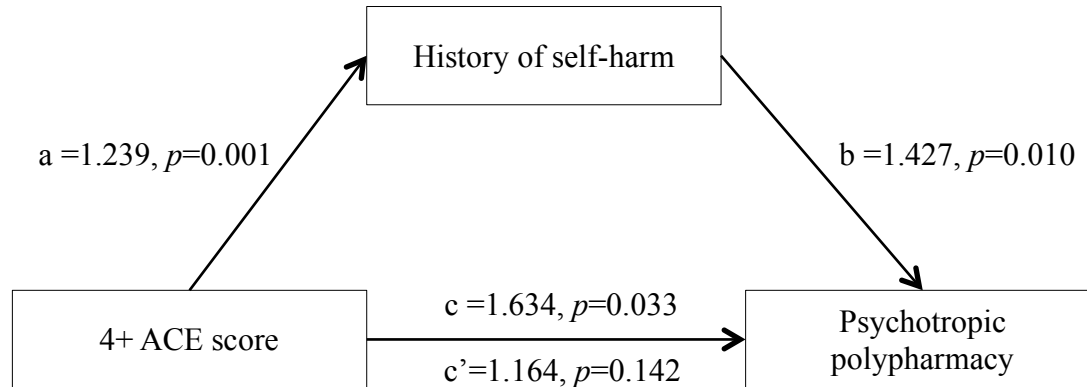 History of self-harm
a =1.239, p=0.001
b =1.427, p=0.010
4+ ACE score
c =1.634, p=0.033
c’=1.164, p=0.142
Psychotropic
polypharmacy